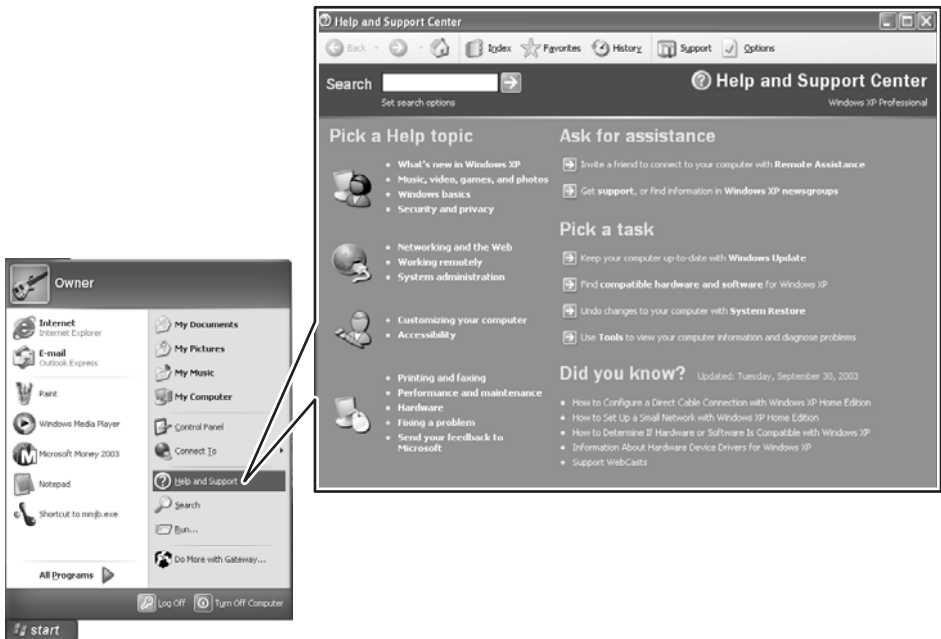 Help and Support Center
Back
Index
Favorites
History
Support
Options
Search
Set search options
Help and Support Center
Windows XP Professional
Pick a Help topic
What's new in Windows XP
Music, video, games, and photos
Windows basics
Security and privacy
Networking and the Web
Working remotely
System administration
Customizing your computer
Accessibility
Printing and faxing
Performance and maintenance
Hardware
Fixing a problem
Send your feedback to
Microsoft
Ask for assistance
Invite a friend to connect to your computer with Remote Assistance
Get support, or find information in Windows XP newsgroups
Pick a task
Keep your computer up-to-date with Windows Update
Find compatible hardware and software for Windows XP
Undo changes to your computer with System Restore
Use Tools to view your computer information and diagnose problems
Did you know? Updated: Tuesday, September 30, 2003
How to Configure a Direct Cable Connection with Windows XP Home Edition
How to Set Up a Small Network with Windows XP Home Edition
How to Determine If Hardware or Software Is Compatible with Windows XP
Information About Hardware Device Drivers for Windows XP
Support WebCasts
Owner
Internet
Internet Explorer
E-mail
Outlook Express
Paint
Windows Media Player
Microsoft Money 2003
Notepad
Shortcut to mmjb.exe
All Programs
My Documents
My Pictures
My Music
My Computer
Control Panel
Connect To
Help and Support
Search
Run...
Do More with Gateway...
Log Off
Turn Off Computer
start